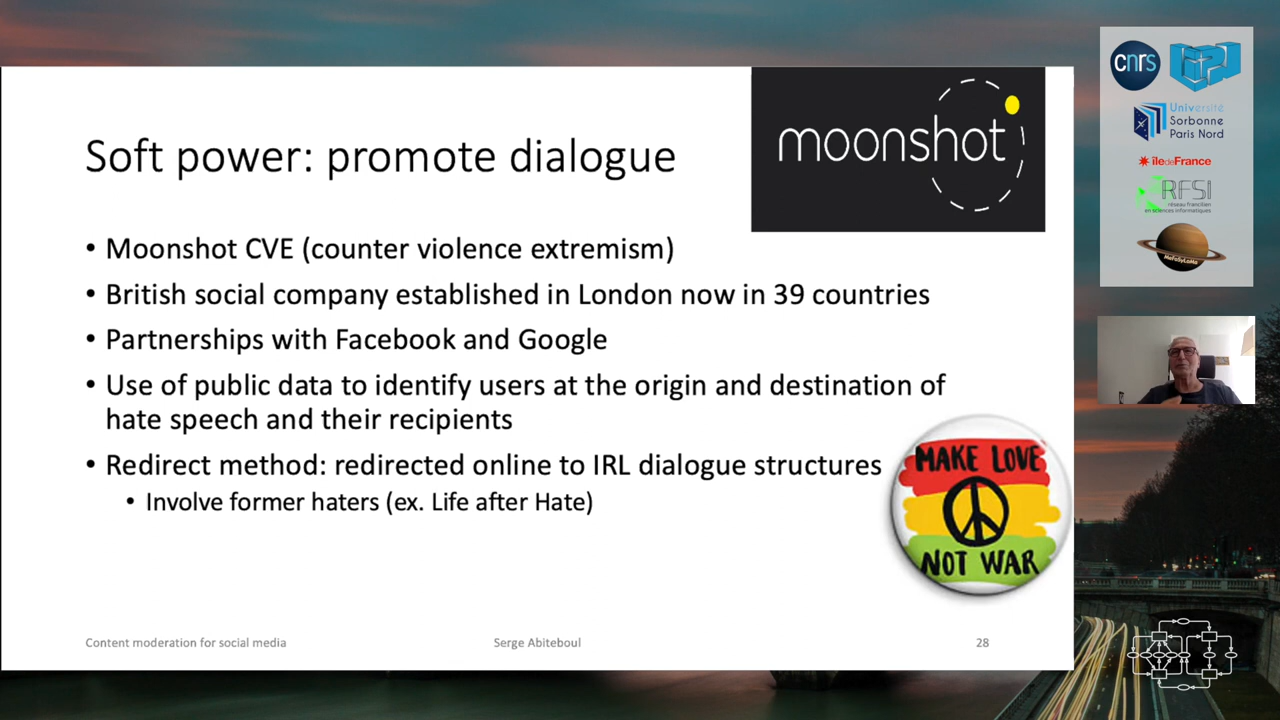 Soft power: promote dialogue
moonshot
• Moonshot CVE (counter violence extremism)
• British social company established in London now in 39 countries
• Partnerships with Facebook and Google
• Use of public data to identify users at the origin and destination of
hate speech and their recipients
• Redirect method: redirected online to IRL dialogue structures
• Involve former haters (ex. Life after Hate)
MAKE LOVE
NOT WAR
Content moderation for social media
Serge Abiteboul
28
cnrs
Université
Sorbonne
Paris Nord
îledeFrance
RFSI
réseau francilien
en sciences informatiques
MeFoSyLoMa